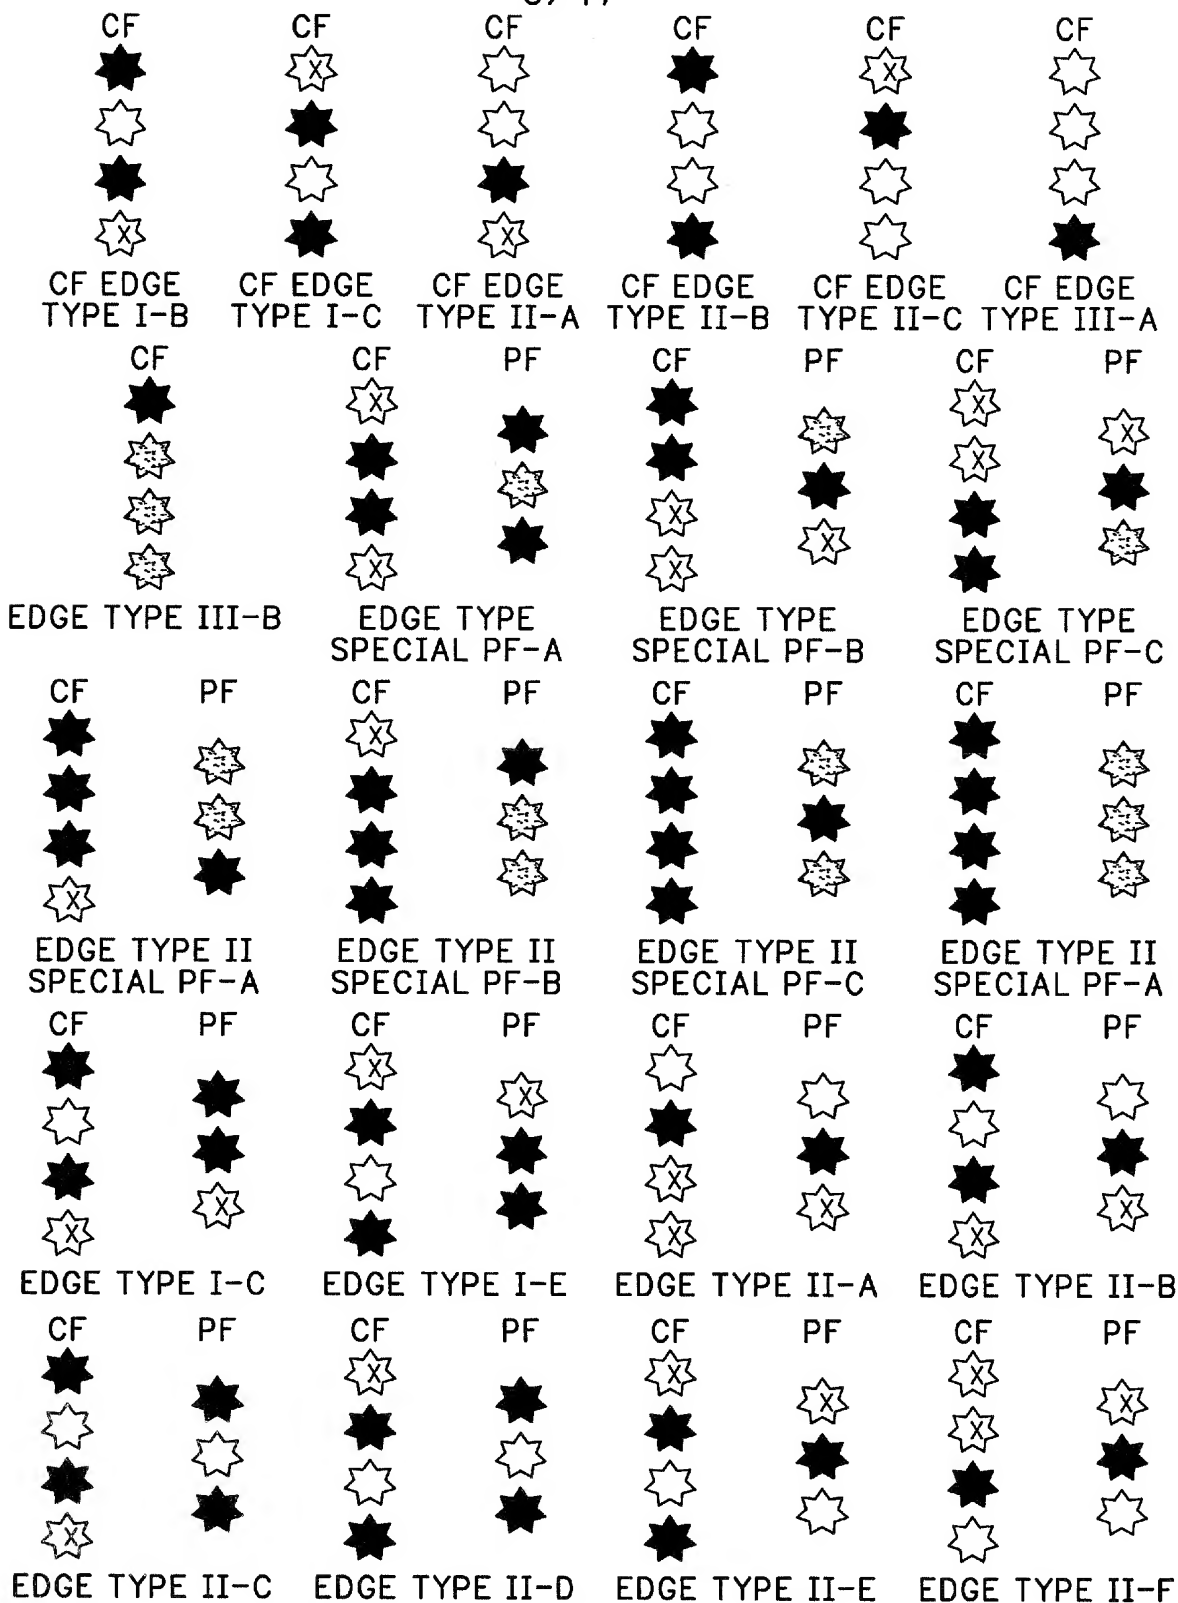 CF CF CF CF CF CF
X X
X X
CF EDGE CF EDGE CF EDGE CF EDGE CF EDGE CF EDGE
TYPE I-B TYPE I-C TYPE II-A TYPE II-B TYPE II-C TYPE III-A
CF CF PF CF PF CF PF
X X
X
X X
X
X X
EDGE TYPE III-B EDGE TYPE EDGE TYPE EDGE TYPE
SPECIAL PF-A SPECIAL PF-B SPECIAL PF-C
CF PF CF PF CF PF CF PF
X
X
EDGE TYPE II EDGE TYPE II EDGE TYPE II EDGE TYPE II
SPECIAL PF-A SPECIAL PF-B SPECIAL PF-C SPECIAL PF-A
CF PF CF PF CF PF CF PF
X
X
X
X X X
X X X
EDGE TYPE I-C EDGE TYPE I-E EDGE TYPE II-A EDGE TYPE II-B
CF PF CF PF CF PF CF PF
X X X
X X
X
X
EDGE TYPE II-C EDGE TYPE II-D EDGE TYPE II-E EDGE TYPE II-F